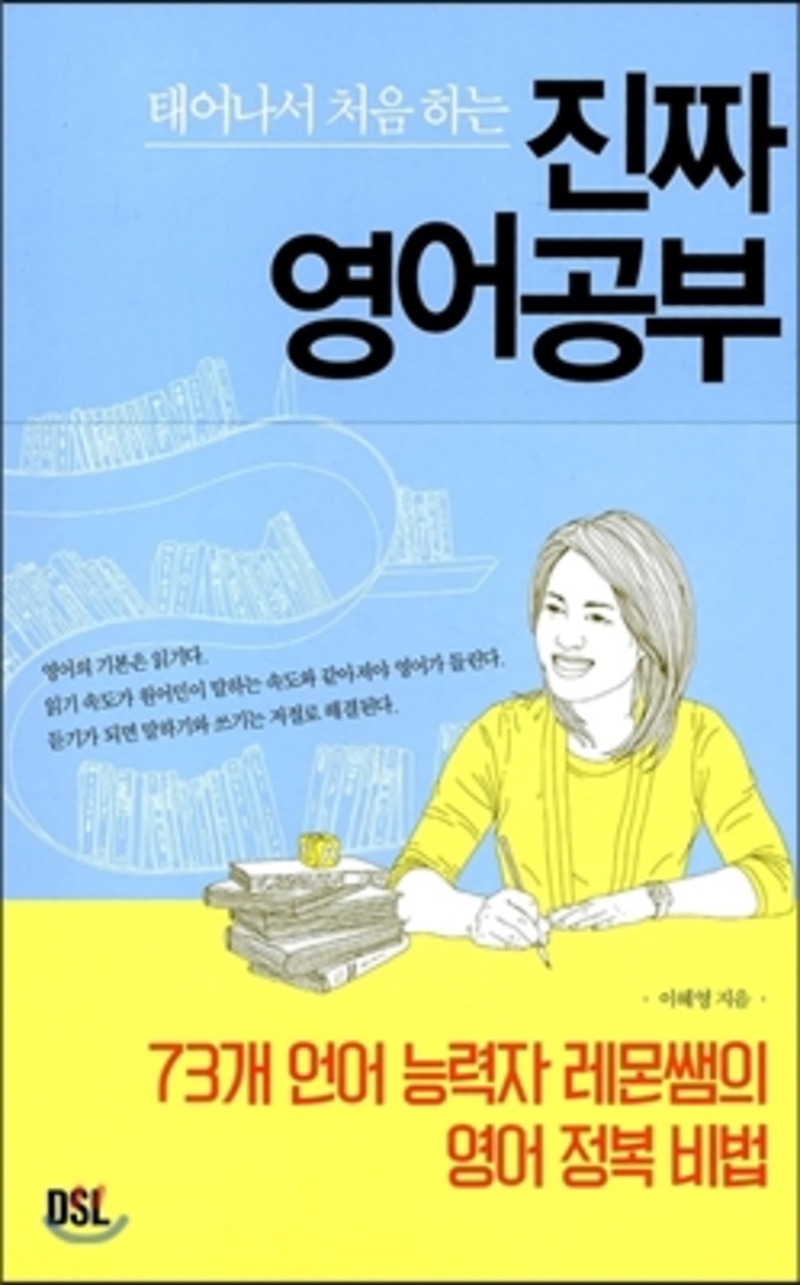 태어나서 처음 하는 진짜
영어공부
영어의 기본은 읽기다.
읽기 속도가 원어민이 말하는 속도와 같아져야 영어가 들린다.
듣기가 되면 말하기와 쓰기는 저절로 해결된다.
· 이혜영 지음 ·
73개 언어 능력자 레몬쌤의
영어 정복 비법
DSL